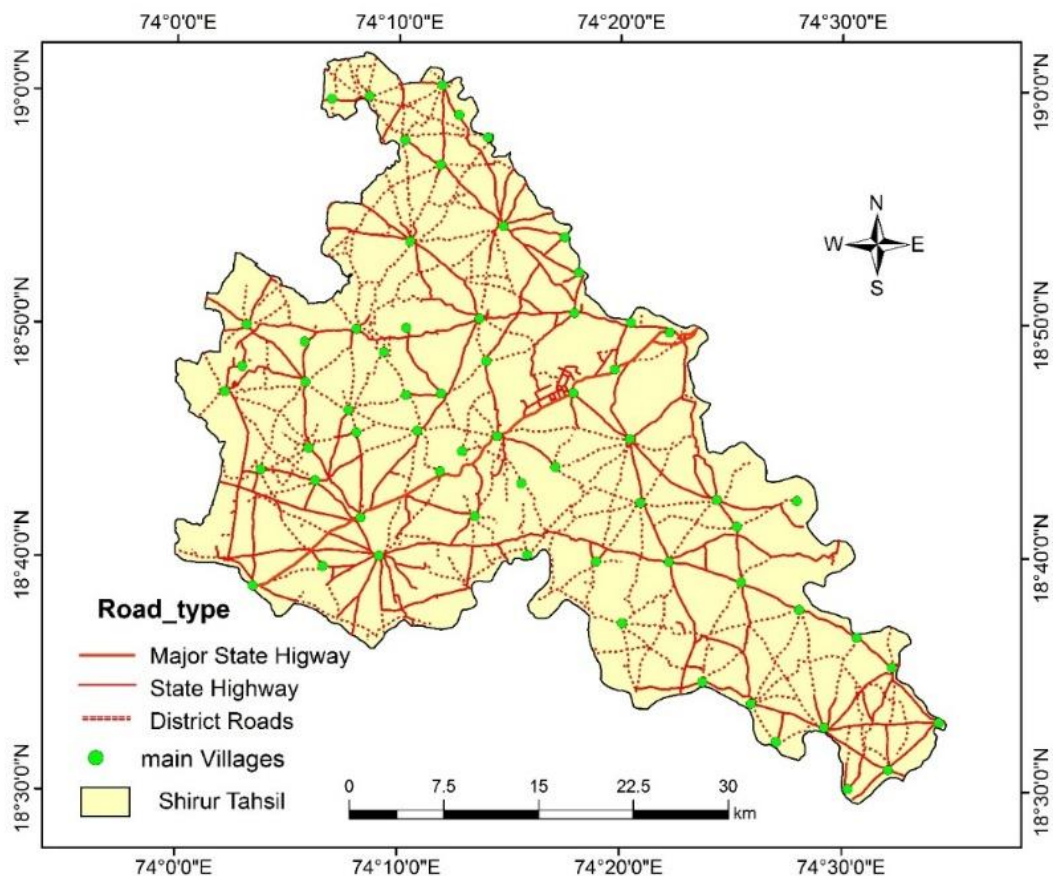 74°0'0"E 74°10'0"E 74°20'0"E 74°30'0"E
19°0'0"N 19°0'0"N
N
W E
S
18°50'0"N 18°50'0"N
18°40'0"N 18°40'0"N
Road_type
Major State Higway
State Highway
District Roads
main Villages
Shirur Tahsil
0 7.5 15 22.5 30
km
18°30'0"N 18°30'0"N
74°0'0"E 74°10'0"E 74°20'0"E 74°30'0"E